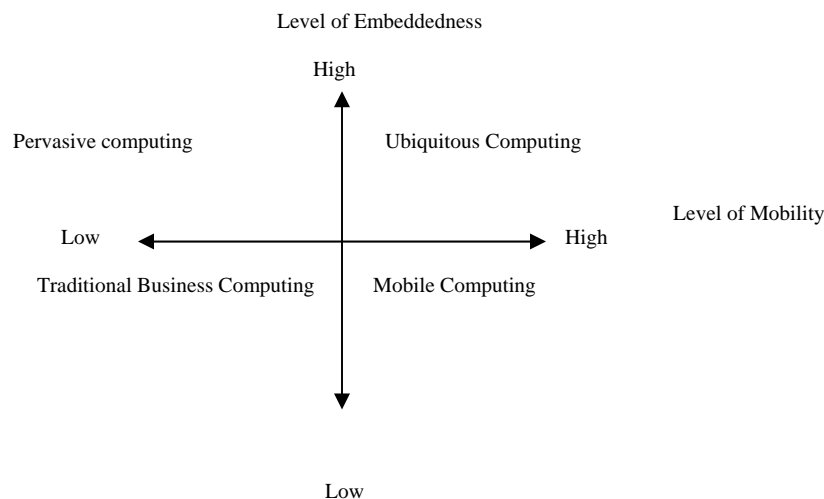 Level of Embeddedness
High
Pervasive computing
Ubiquitous Computing
Level of Mobility
Low
High
Traditional Business Computing
Mobile Computing
Low